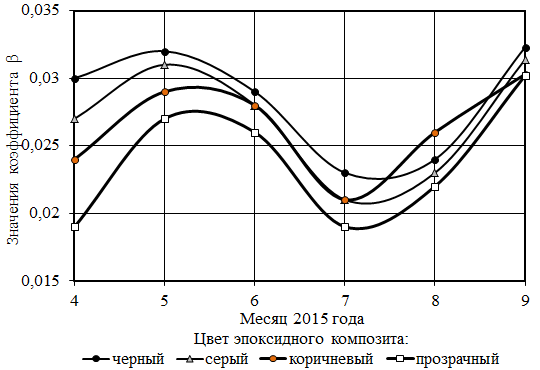 Значения коэффициента β
0,035
0,03
0,025
0,02
0,015
4 5 6 7 8 9
Месяц 2015 года
Цвет эпоксидного композита:
черный серый коричневый прозрачный